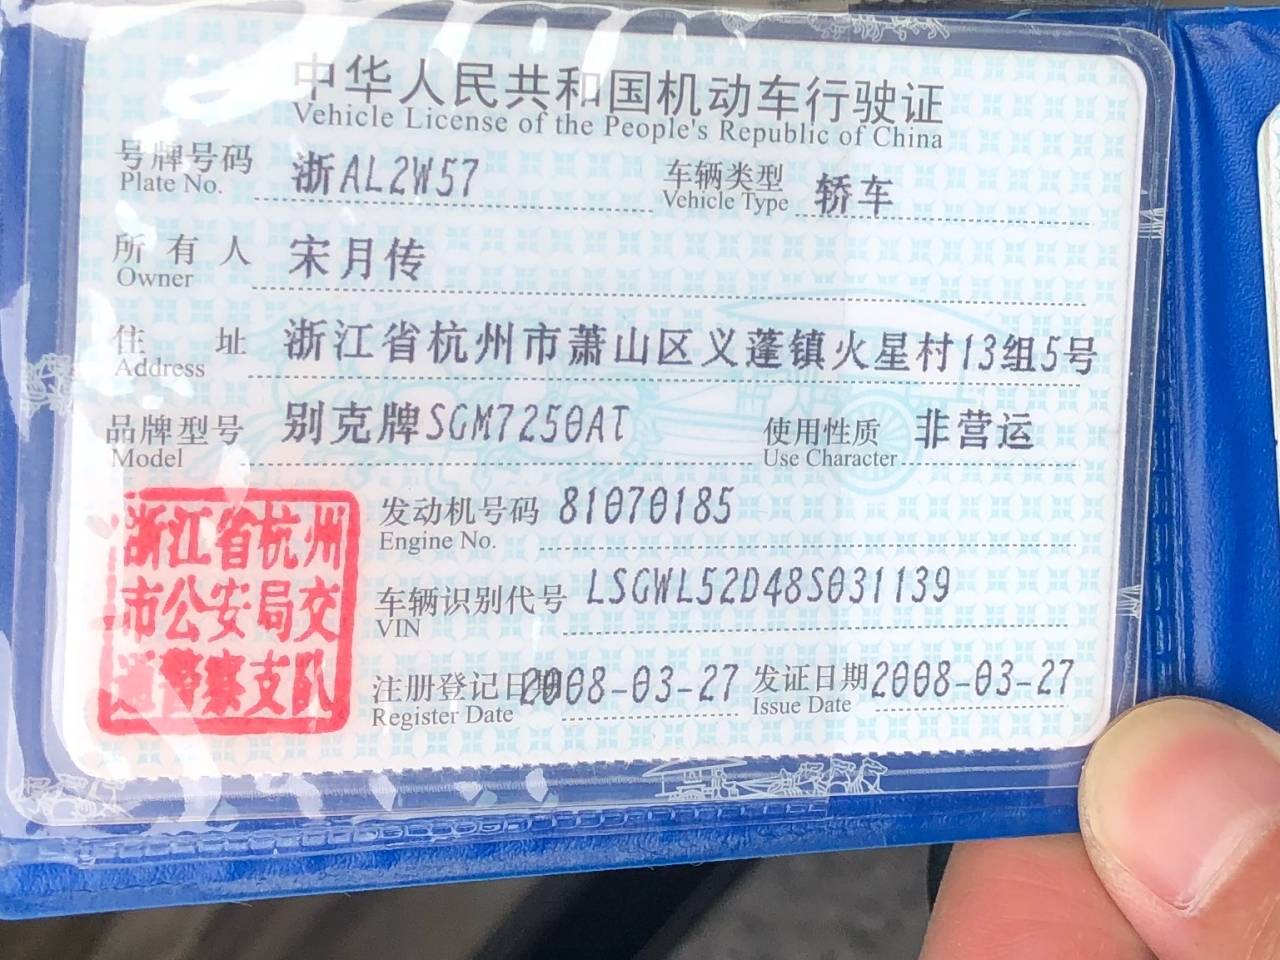 中华人民共和国机动车行驶证
Vehicle License of the People's Republic of China
号牌号码 浙AL2W57 车辆类型 轿车
Plate No. Vehicle Type
所有人 宋月传
Owner
住址 浙江省杭州市萧山区义蓬镇火星村13组5号
Address
品牌型号 别克牌SGM7250AT 使用性质 非营运
Model Use Character
浙江省杭州
市公安局交
通警察支队
发动机号码 81070185
Engine No.
车辆识别代号 LSGWL52D48S031139
VIN
注册登记日期 2008-03-27 发证日期 2008-03-27
Register Date Issue Date